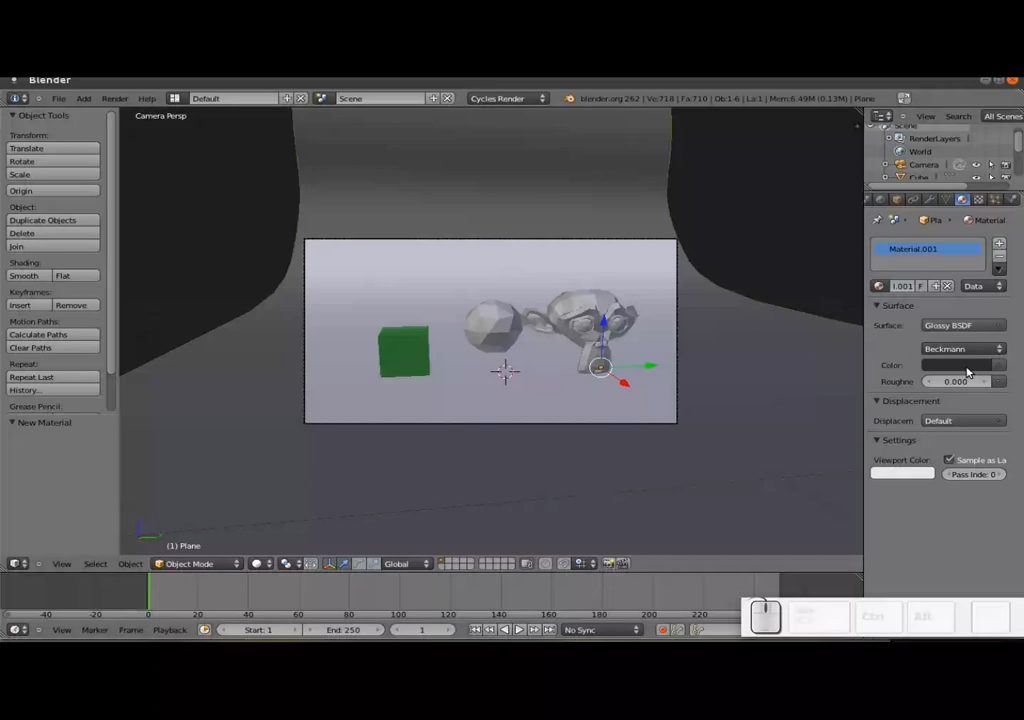 Blender
File Add Render Help Default Scene Cycles Render blender.org 262 | Ve:718 | Fa:710 | Ob:1-6 | La:1 | Mem:6.49M (0.13M) | Plane
Object Tools Camera Persp View Search All Scenes
Transform:
Translate
Rotate
Scale
Origin
Object:
Duplicate Objects
Delete
Join
Shading:
Smooth Flat
Keyframes:
Insert Remove
Motion Paths:
Calculate Paths
Clear Paths
Repeat:
Repeat Last
History...
Grease Pencil:
New Material
(1) Plane
View Select Object Object Mode Global
Scene
RenderLayers
World
Camera
Cube
Pla Material
Material.001
I.001 F Data
Surface
Surface: Glossy BSDF
Beckmann
Color
Roughne 0.000
Displacement
Displacem Default
Settings
Viewport Color: Sample as La
Pass Inde: 0
-40 -20 0 20 40 60 80 100 120 140 160 180 200 220
View Marker Frame Playback Start: 1 End: 250 1 No Sync
Ctrl Alt